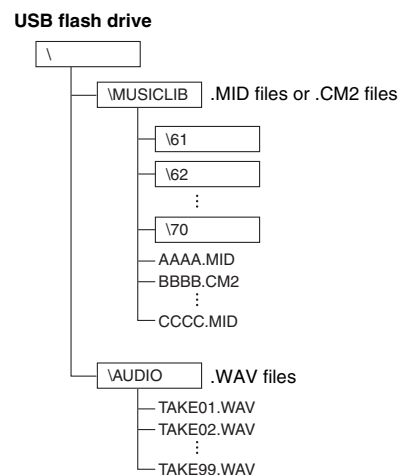 USB flash drive
\
\MUSICLIB .MID files or .CM2 files
\61
\62
⋮
\70
AAAA.MID
BBBB.CM2
⋮
CCCC.MID
\AUDIO .WAV files
TAKE01.WAV
TAKE02.WAV
⋮
TAKE99.WAV